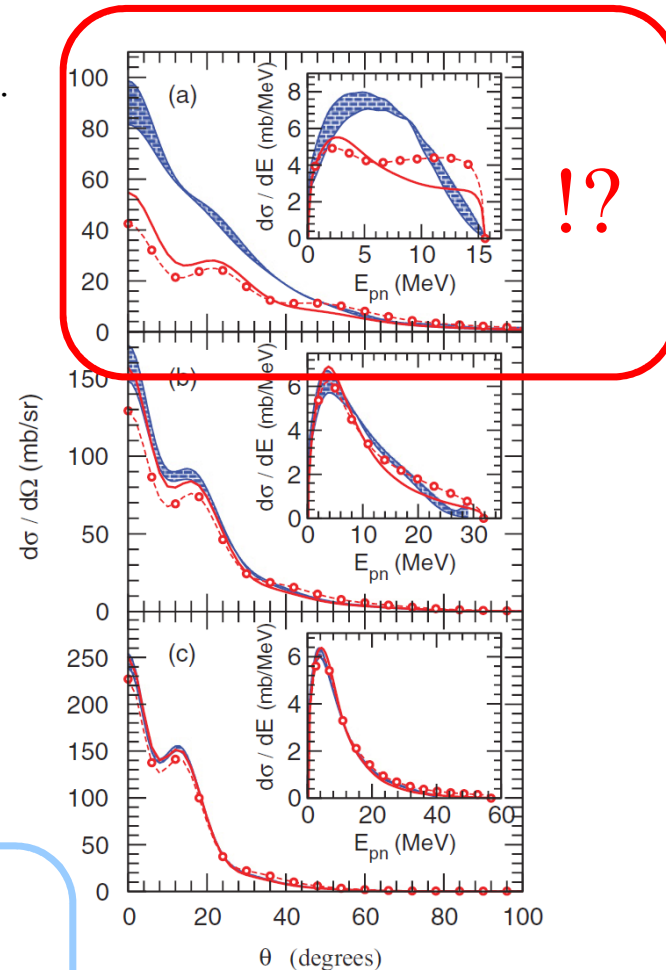 .
(a)
100
80
60
40
20
0
dσ / dE (mb/MeV)
8
6
4
2
0
0 5 10 15
E_pn (MeV)
!?
(b)
150
100
50
0
dσ / dE (mb/MeV)
6
4
2
0
0 10 20 30
E_pn (MeV)
dσ / dΩ (mb/sr)
(c)
250
200
150
100
50
0
dσ / dE (mb/MeV)
6
4
2
0
0 20 40 60
E_pn (MeV)
0 20 40 60 80 100
θ (degrees)